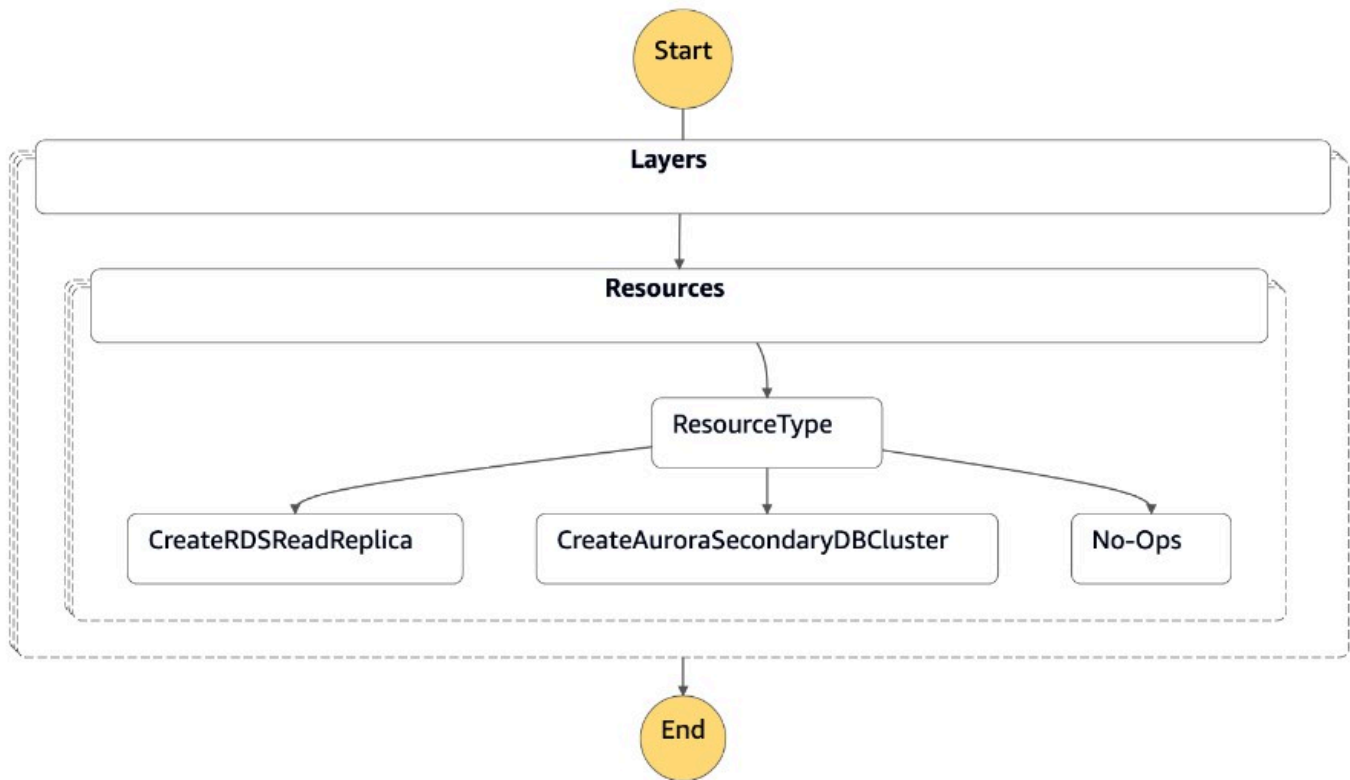 Start
Layers
Resources
ResourceType
CreateRDSReadReplica
CreateAuroraSecondaryDBCluster
No-Ops
End